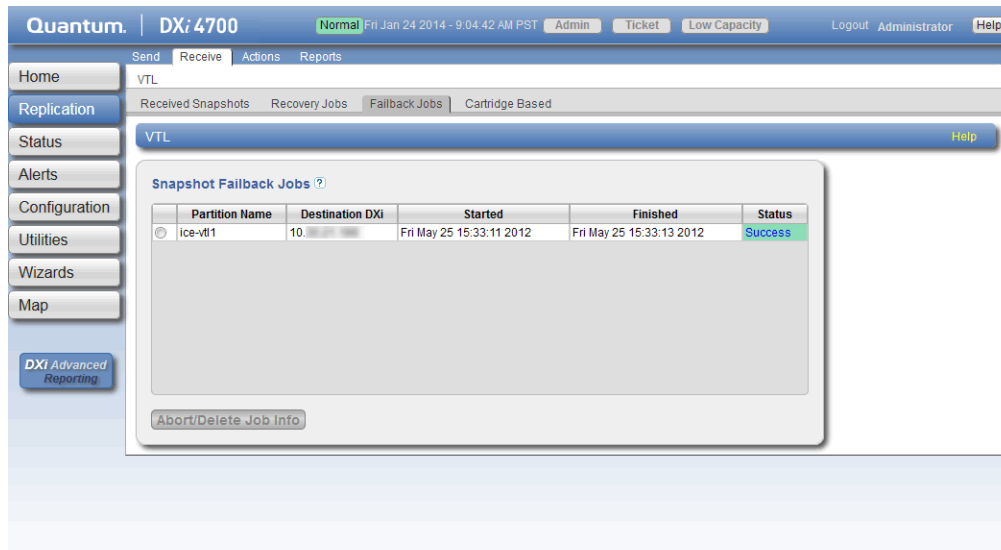 Quantum. | DXi 4700 Normal Fri Jan 24 2014 - 9:04:42 AM PST Admin Ticket Low Capacity Logout Administrator Help
Send Receive Actions Reports
Home
VTL
Replication
Received Snapshots Recovery Jobs Failback Jobs Cartridge Based
Status
VTL Help
Alerts
Snapshot Failback Jobs ?
Configuration
Partition Name Destination DXi Started Finished Status
ice-vtl1 10. Fri May 25 15:33:11 2012 Fri May 25 15:33:13 2012 Success
Utilities
Wizards
Map
DXi Advanced
Reporting
Abort/Delete Job Info